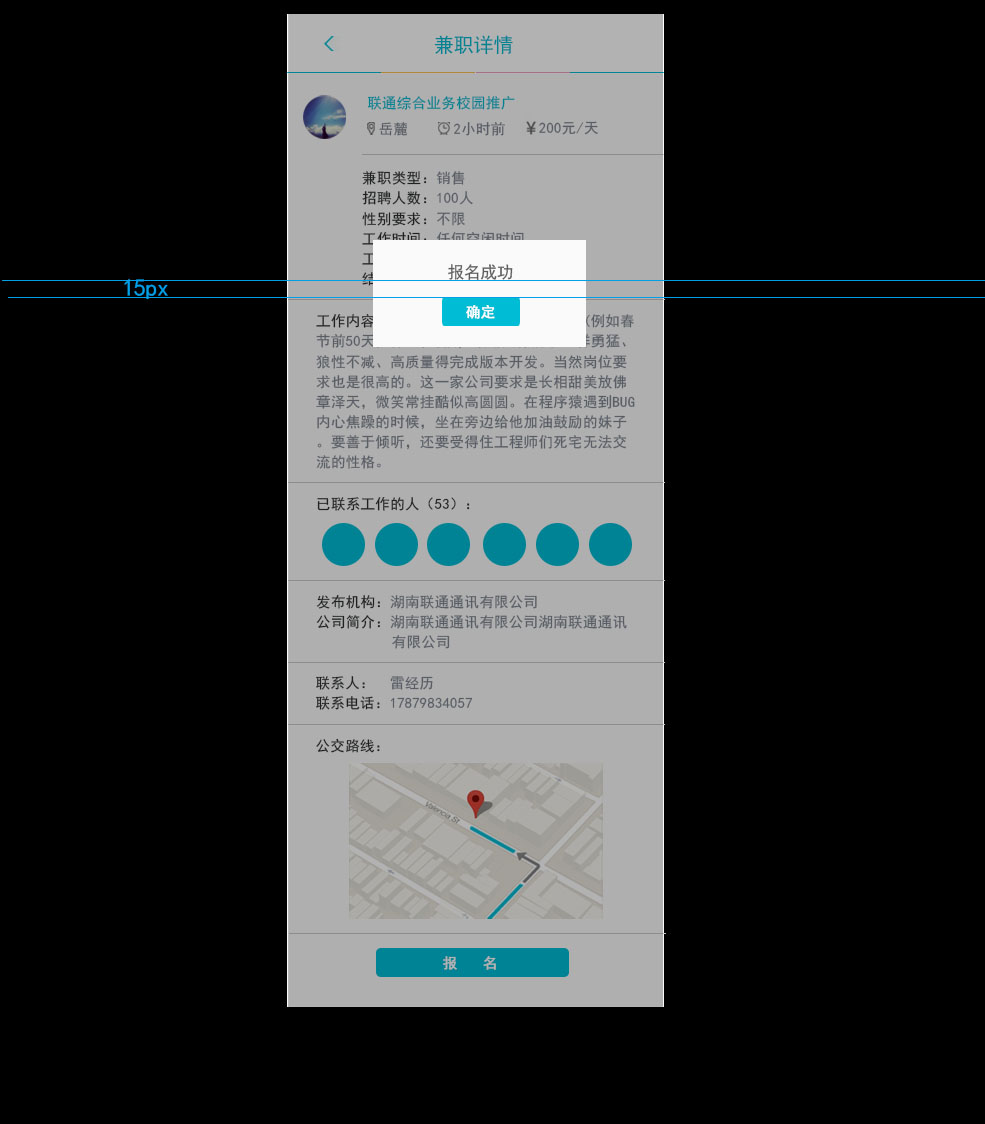 兼职详情
联通综合业务校园推广
岳麓 2小时前 ¥200元/天
兼职类型：销售
招聘人数：100人
性别要求：不限
工作时间：任何空闲时间
工
结
报名成功
15px
确定
工作内容 （例如春
节前50天 勇猛、
狼性不减、高质量得完成版本开发。当然岗位要
求也是很高的。这一家公司要求是长相甜美放佛
章泽天，微笑常挂酷似高圆圆。在程序猿遇到BUG
内心焦躁的时候，坐在旁边给他加油鼓励的妹子
。要善于倾听，还要受得住工程师们死宅无法交
流的性格。
已联系工作的人（53）：
发布机构：湖南联通通讯有限公司
公司简介：湖南联通通讯有限公司湖南联通通讯
有限公司
联系人： 雷经历
联系电话：17879834057
公交路线：
Valencia St
报 名